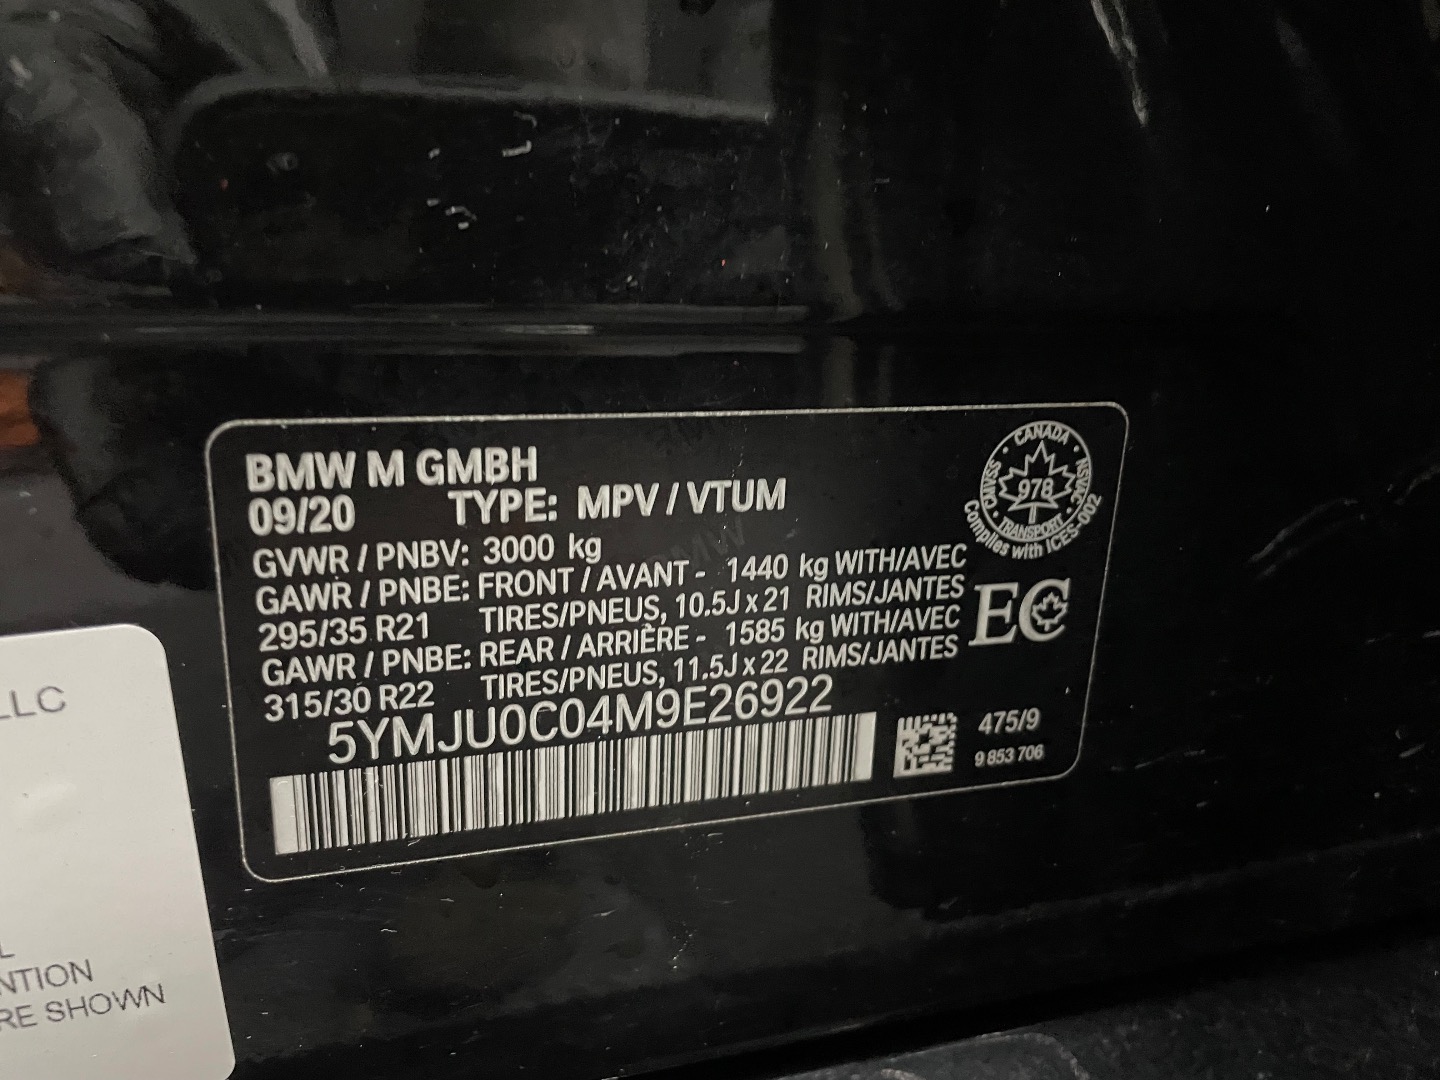 BMW M GMBH
09/20 TYPE: MPV / VTUM
GVWR / PNBV: 3000 kg
GAWR / PNBE: FRONT / AVANT - 1440 kg WITH/AVEC
295/35 R21 TIRES/PNEUS, 10.5J x 21 RIMS/JANTES
GAWR / PNBE: REAR / ARRIÈRE - 1585 kg WITH/AVEC
315/30 R22 TIRES/PNEUS, 11.5J x 22 RIMS/JANTES
5YMJU0C04M9E26922
475/9
9 853 706
CANADA
978
TRANSPORT
NSVAC
CMVSS
Complies with ICES-002
EC
LLC
L
NTION
RE SHOWN